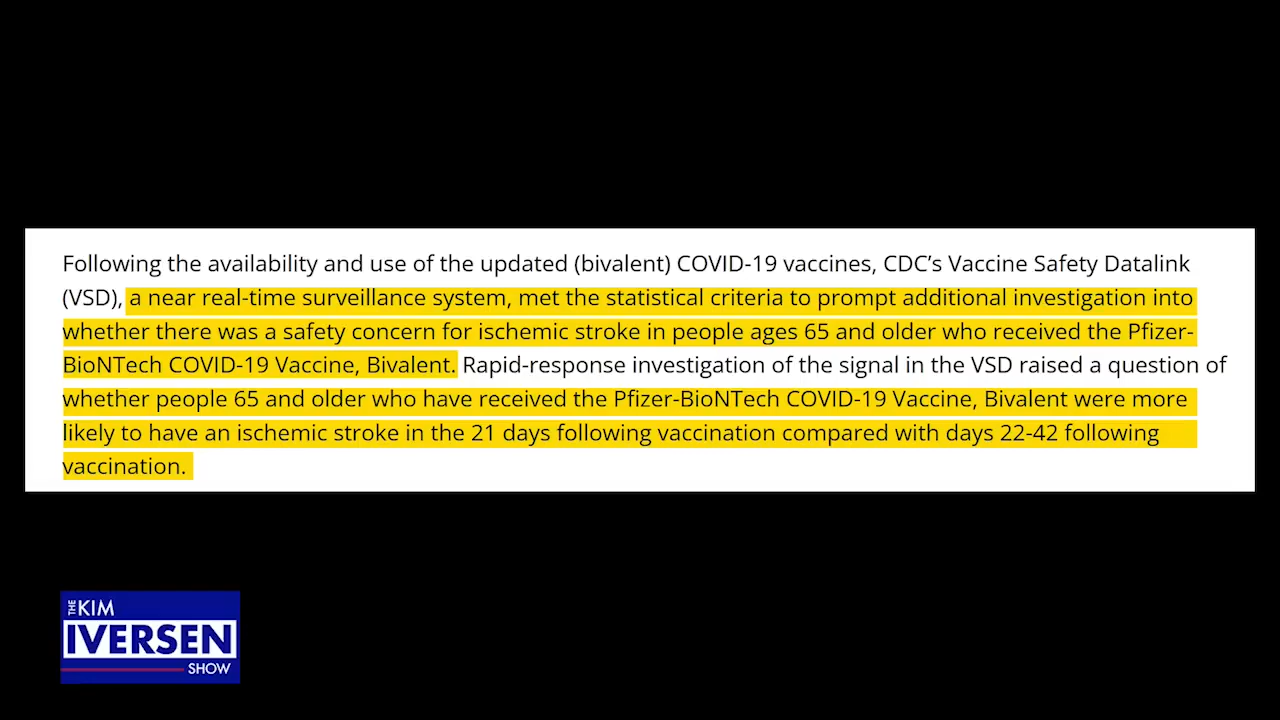 Following the availability and use of the updated (bivalent) COVID-19 vaccines, CDC’s Vaccine Safety Datalink
(VSD), a near real-time surveillance system, met the statistical criteria to prompt additional investigation into
whether there was a safety concern for ischemic stroke in people ages 65 and older who received the Pfizer-
BioNTech COVID-19 Vaccine, Bivalent. Rapid-response investigation of the signal in the VSD raised a question of
whether people 65 and older who have received the Pfizer-BioNTech COVID-19 Vaccine, Bivalent were more
likely to have an ischemic stroke in the 21 days following vaccination compared with days 22-42 following
vaccination.
THE KIM
IVERSEN
SHOW